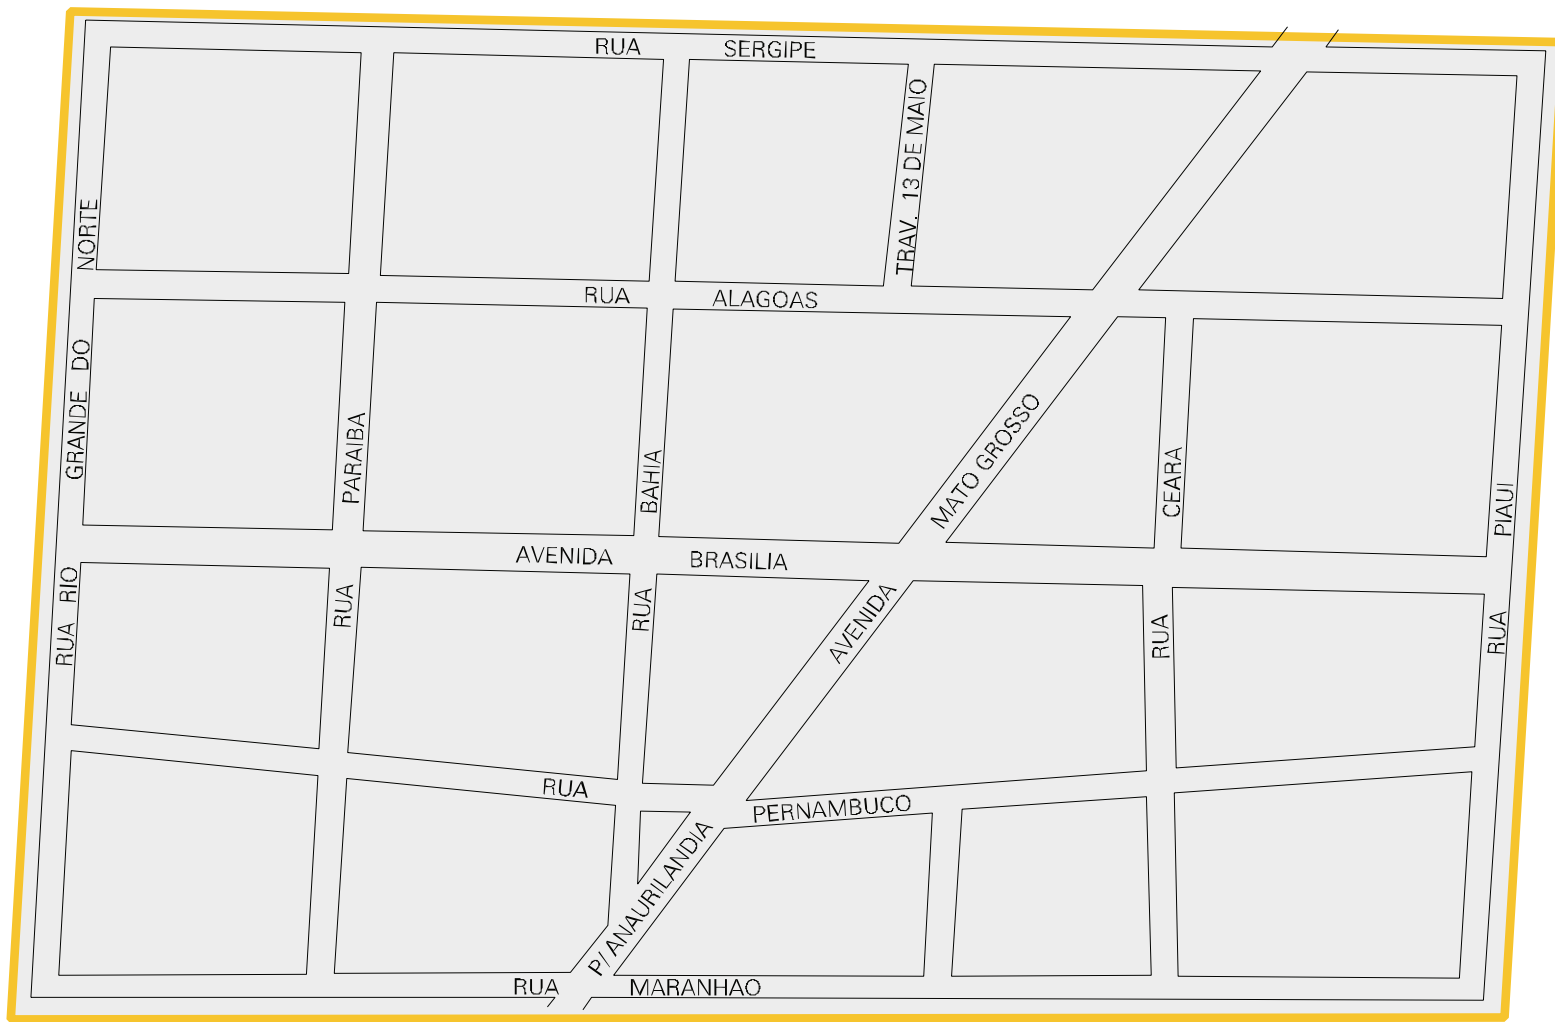 RUA SERGIPE
TRAV. 13 DE MAIO
RUA ALAGOAS
RUA RIO GRANDE DO NORTE
RUA PARAIBA
RUA BAHIA
AVENIDA MATO GROSSO
RUA CEARA
RUA PIAUI
AVENIDA BRASILIA
RUA PERNAMBUCO
P/ ANAURILANDIA
RUA MARANHAO